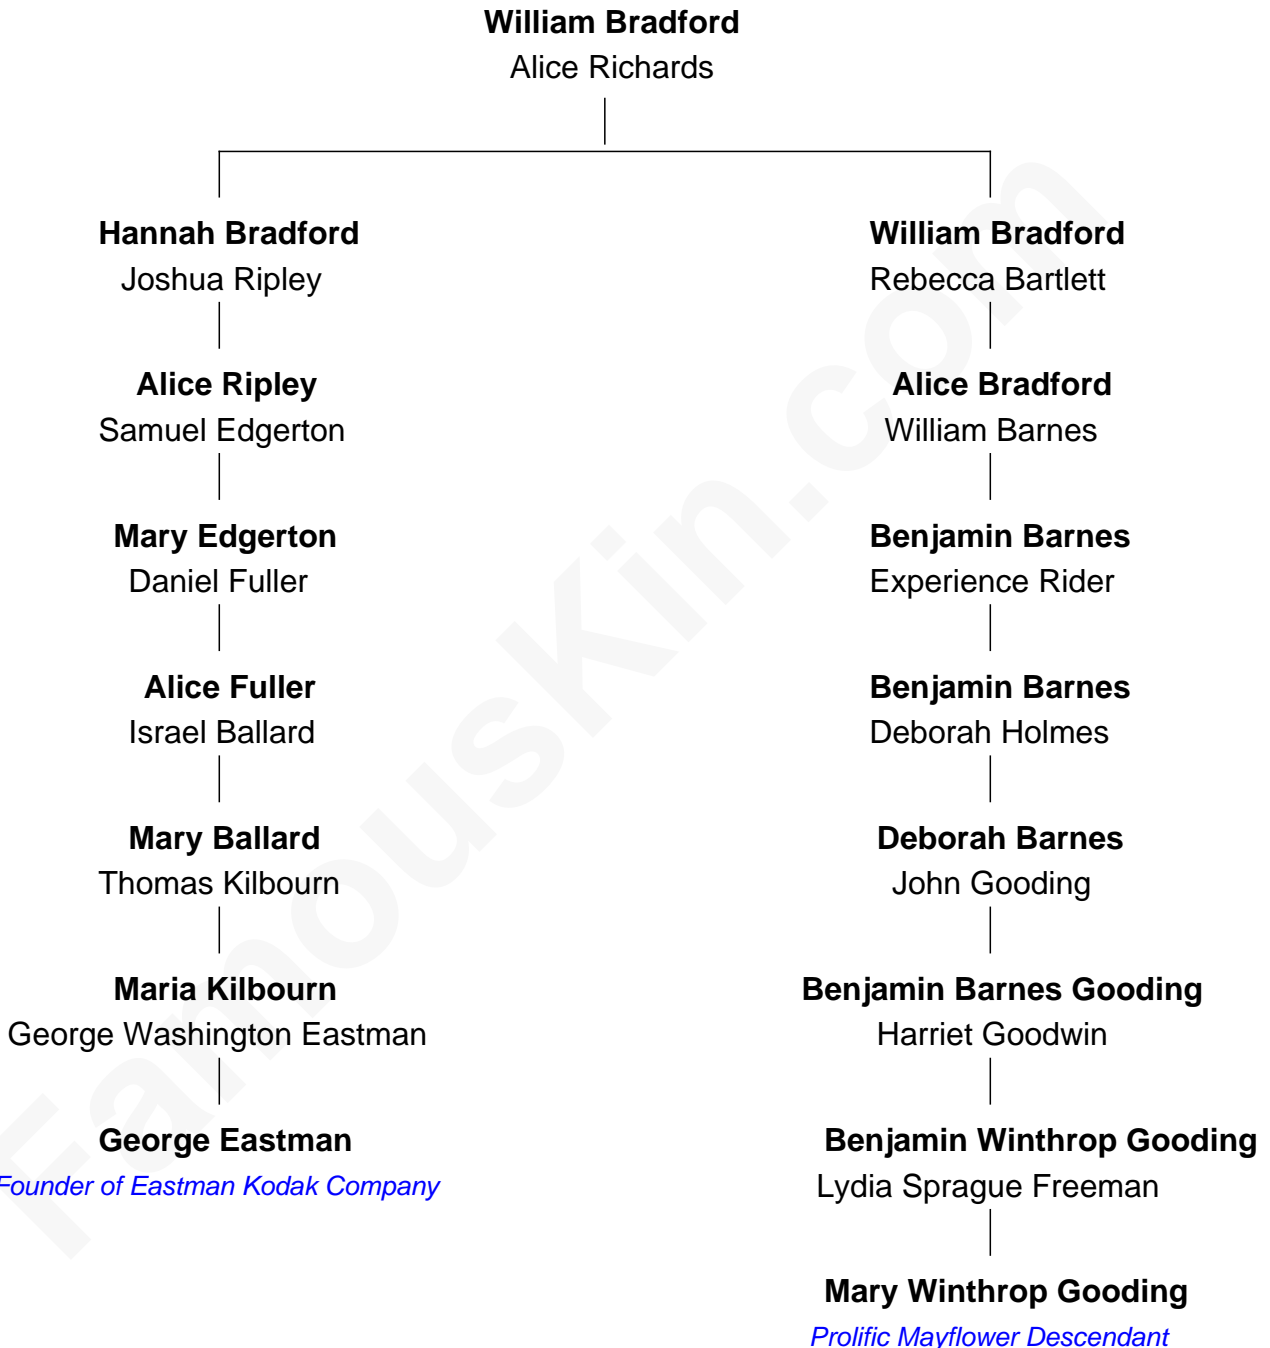 William Bradford
Alice Richards
Hannah Bradford
Joshua Ripley
Alice Ripley
Samuel Edgerton
Mary Edgerton
Daniel Fuller
Alice Fuller
Israel Ballard
Mary Ballard
Thomas Kilbourn
Maria Kilbourn
George Washington Eastman
George Eastman
Founder of Eastman Kodak Company
William Bradford
Rebecca Bartlett
Alice Bradford
William Barnes
Benjamin Barnes
Experience Rider
Benjamin Barnes
Deborah Holmes
Deborah Barnes
John Gooding
Benjamin Barnes Gooding
Harriet Goodwin
Benjamin Winthrop Gooding
Lydia Sprague Freeman
Mary Winthrop Gooding
Prolific Mayflower Descendant
FamousKin.com